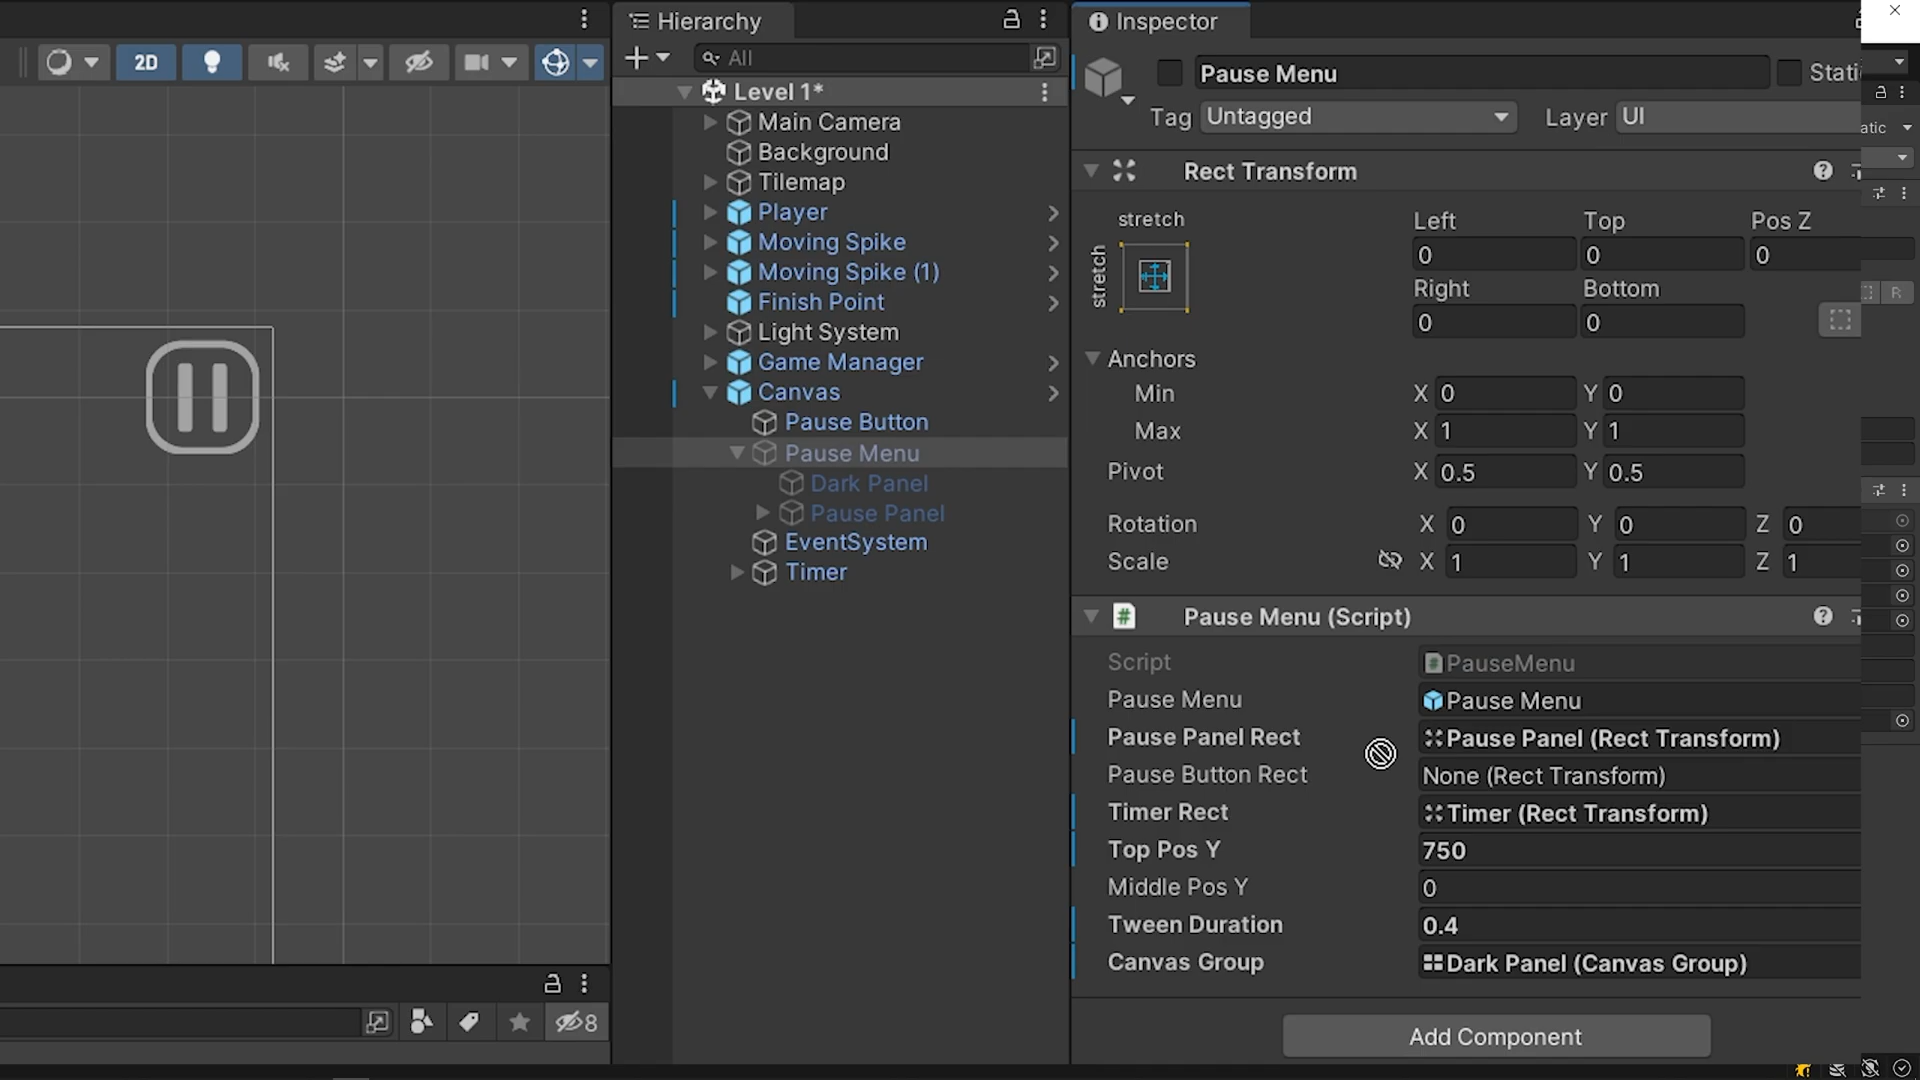 Hierarchy
Inspector
2D
All
Pause Menu
Stati
Level 1*
Tag
Untagged
Layer
UI
atic
Main Camera
Background
Tilemap
Player
Moving Spike
Moving Spike (1)
Finish Point
Light System
Game Manager
Canvas
Pause Button
Pause Menu
Dark Panel
Pause Panel
EventSystem
Timer
Rect Transform
stretch
stretch
Left
Top
Pos Z
0
0
0
Right
Bottom
R
0
0
Anchors
Min
X 0
Y 0
Max
X 1
Y 1
Pivot
X 0.5
Y 0.5
Rotation
X 0
Y 0
Z 0
Scale
X 1
Y 1
Z 1
Pause Menu (Script)
#
Script
PauseMenu
Pause Menu
Pause Menu
Pause Panel Rect
Pause Panel (Rect Transform)
Pause Button Rect
None (Rect Transform)
Timer Rect
Timer (Rect Transform)
Top Pos Y
750
Middle Pos Y
0
Tween Duration
0.4
Canvas Group
Dark Panel (Canvas Group)
8
Add Component